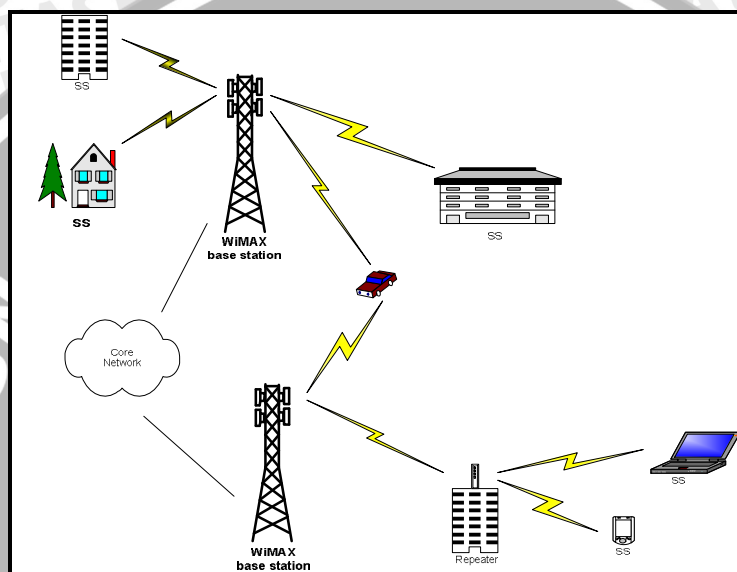 SS
SS
WiMAX
base station
SS
Core
Network
WiMAX
base station
Repeater
SS
SS